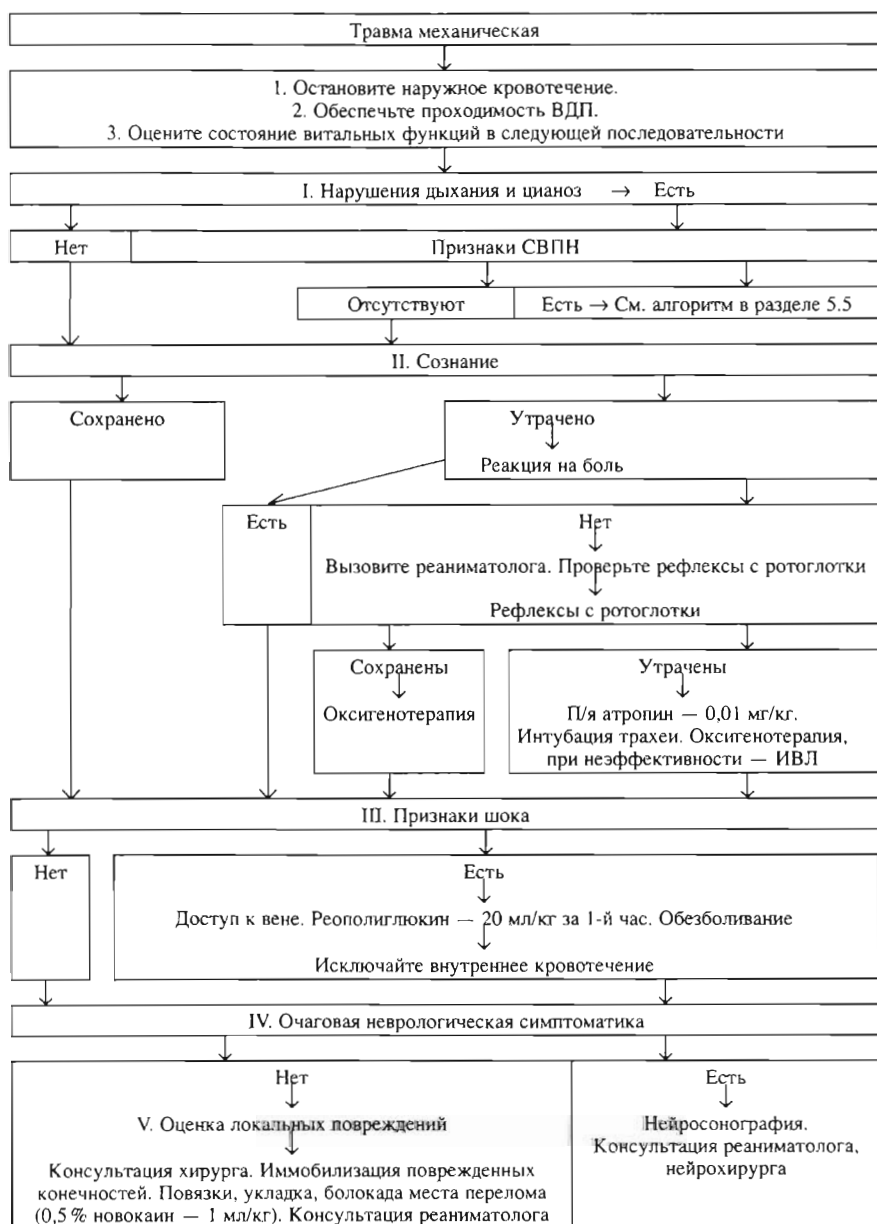 Травма механическая
1. Остановите наружное кровотечение.
2. Обеспечьте проходимость ВДП.
3. Оцените состояние витальных функций в следующей последовательности
I. Нарушения дыхания и цианоз → Есть
Нет
Признаки СВПН
Отсутствуют
Есть → См. алгоритм в разделе 5.5
II. Сознание
Сохранено
Утрачено
Реакция на боль
Есть
Нет
Вызовите реаниматолога. Проверьте рефлексы с ротоглотки
Рефлексы с ротоглотки
Сохранены
Оксигенотерапия
Утрачены
П/я атропин — 0,01 мг/кг.
Интубация трахеи. Оксигенотерапия,
при неэффективности — ИВЛ
III. Признаки шока
Нет
Есть
Доступ к вене. Реополиглюкин — 20 мл/кг за 1-й час. Обезболивание
Исключайте внутреннее кровотечение
IV. Очаговая неврологическая симптоматика
Нет
V. Оценка локальных повреждений
Консультация хирурга. Иммобилизация поврежденных
конечностей. Повязки, укладка, болокада места перелома
(0,5 % новокаин — 1 мл/кг). Консультация реаниматолога
Есть
Нейросонография.
Консультация реаниматолога,
нейрохирурга